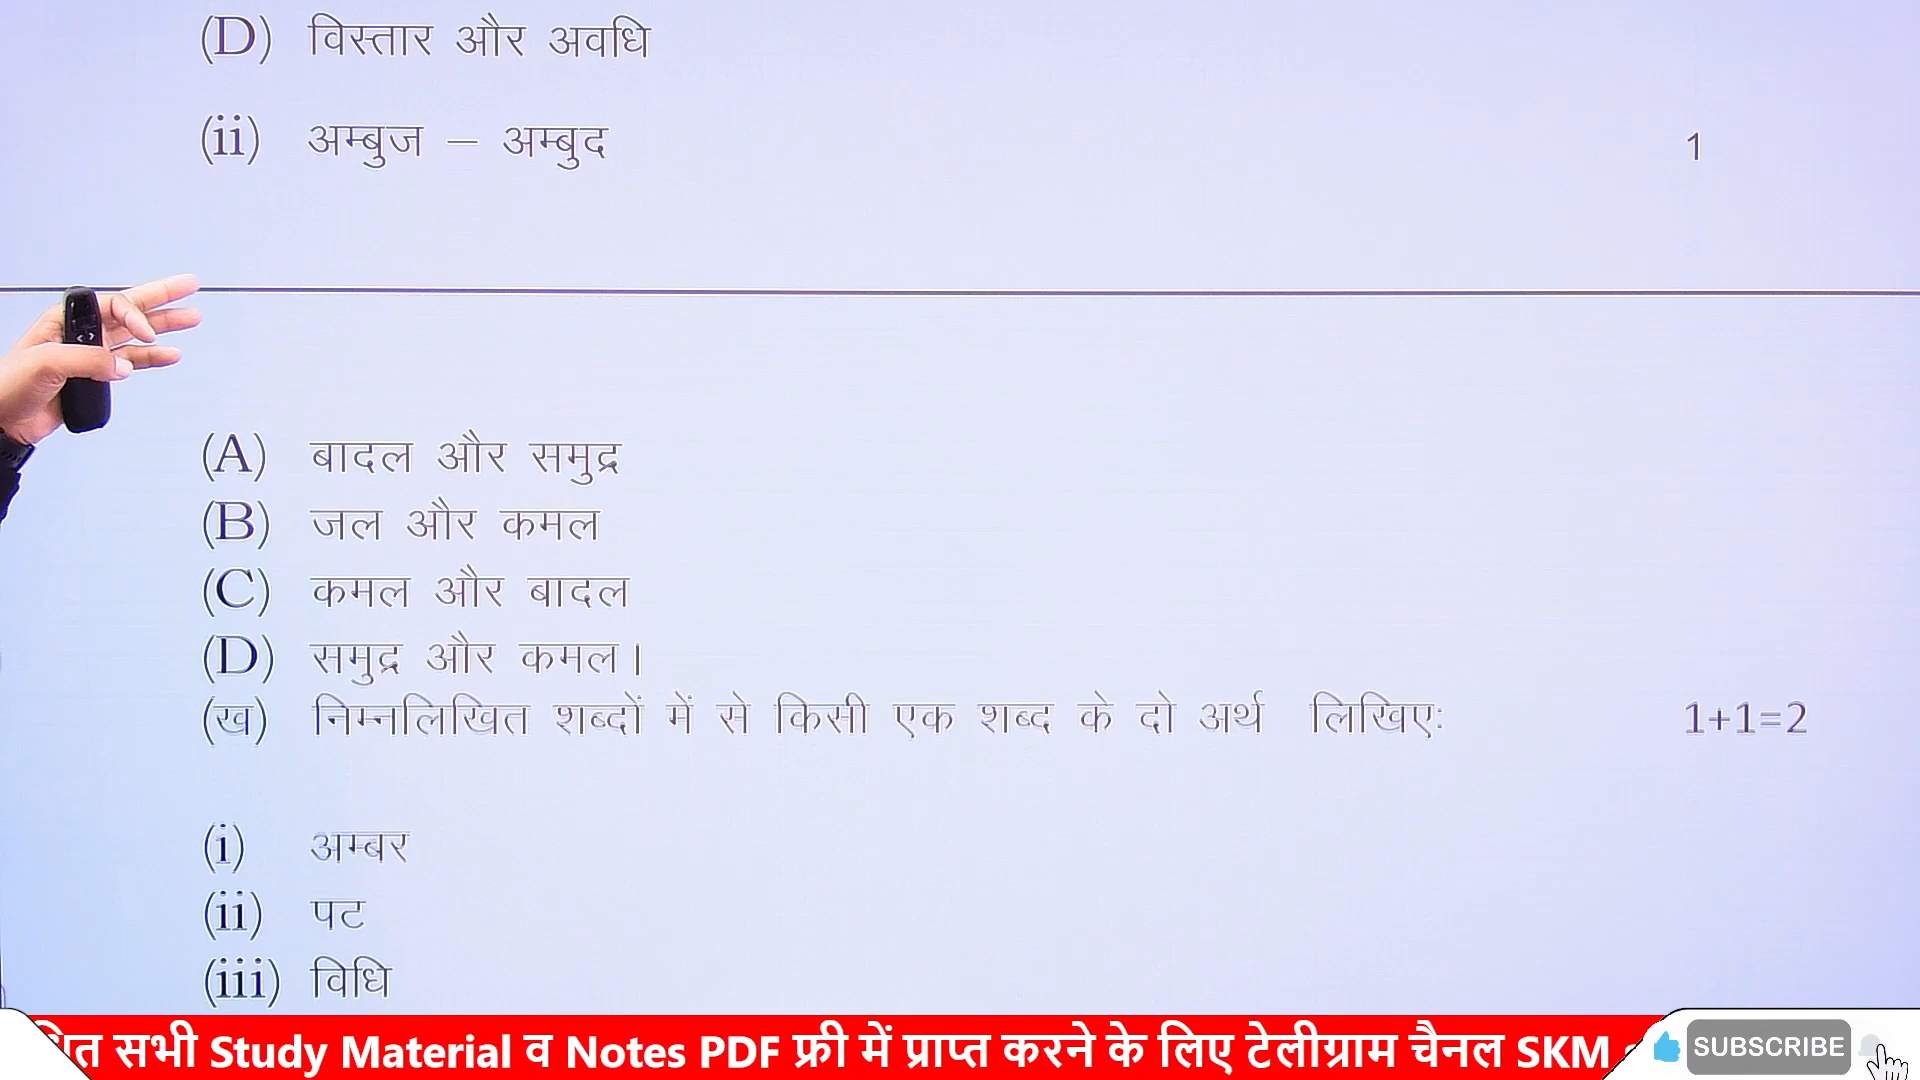 (D) विस्तार और अवधि
(ii) अम्बुज – अम्बुद 1
(A) बादल और समुद्र
(B) जल और कमल
(C) कमल और बादल
(D) समुद्र और कमल।
(ख) निम्नलिखित शब्दों में से किसी एक शब्द के दो अर्थ लिखिए: 1+1=2
(i) अम्बर
(ii) पट
(iii) विधि
सभी Study Material व Notes PDF फ्री में प्राप्त करने के लिए टेलीग्राम चैनल SKM
SUBSCRIBE